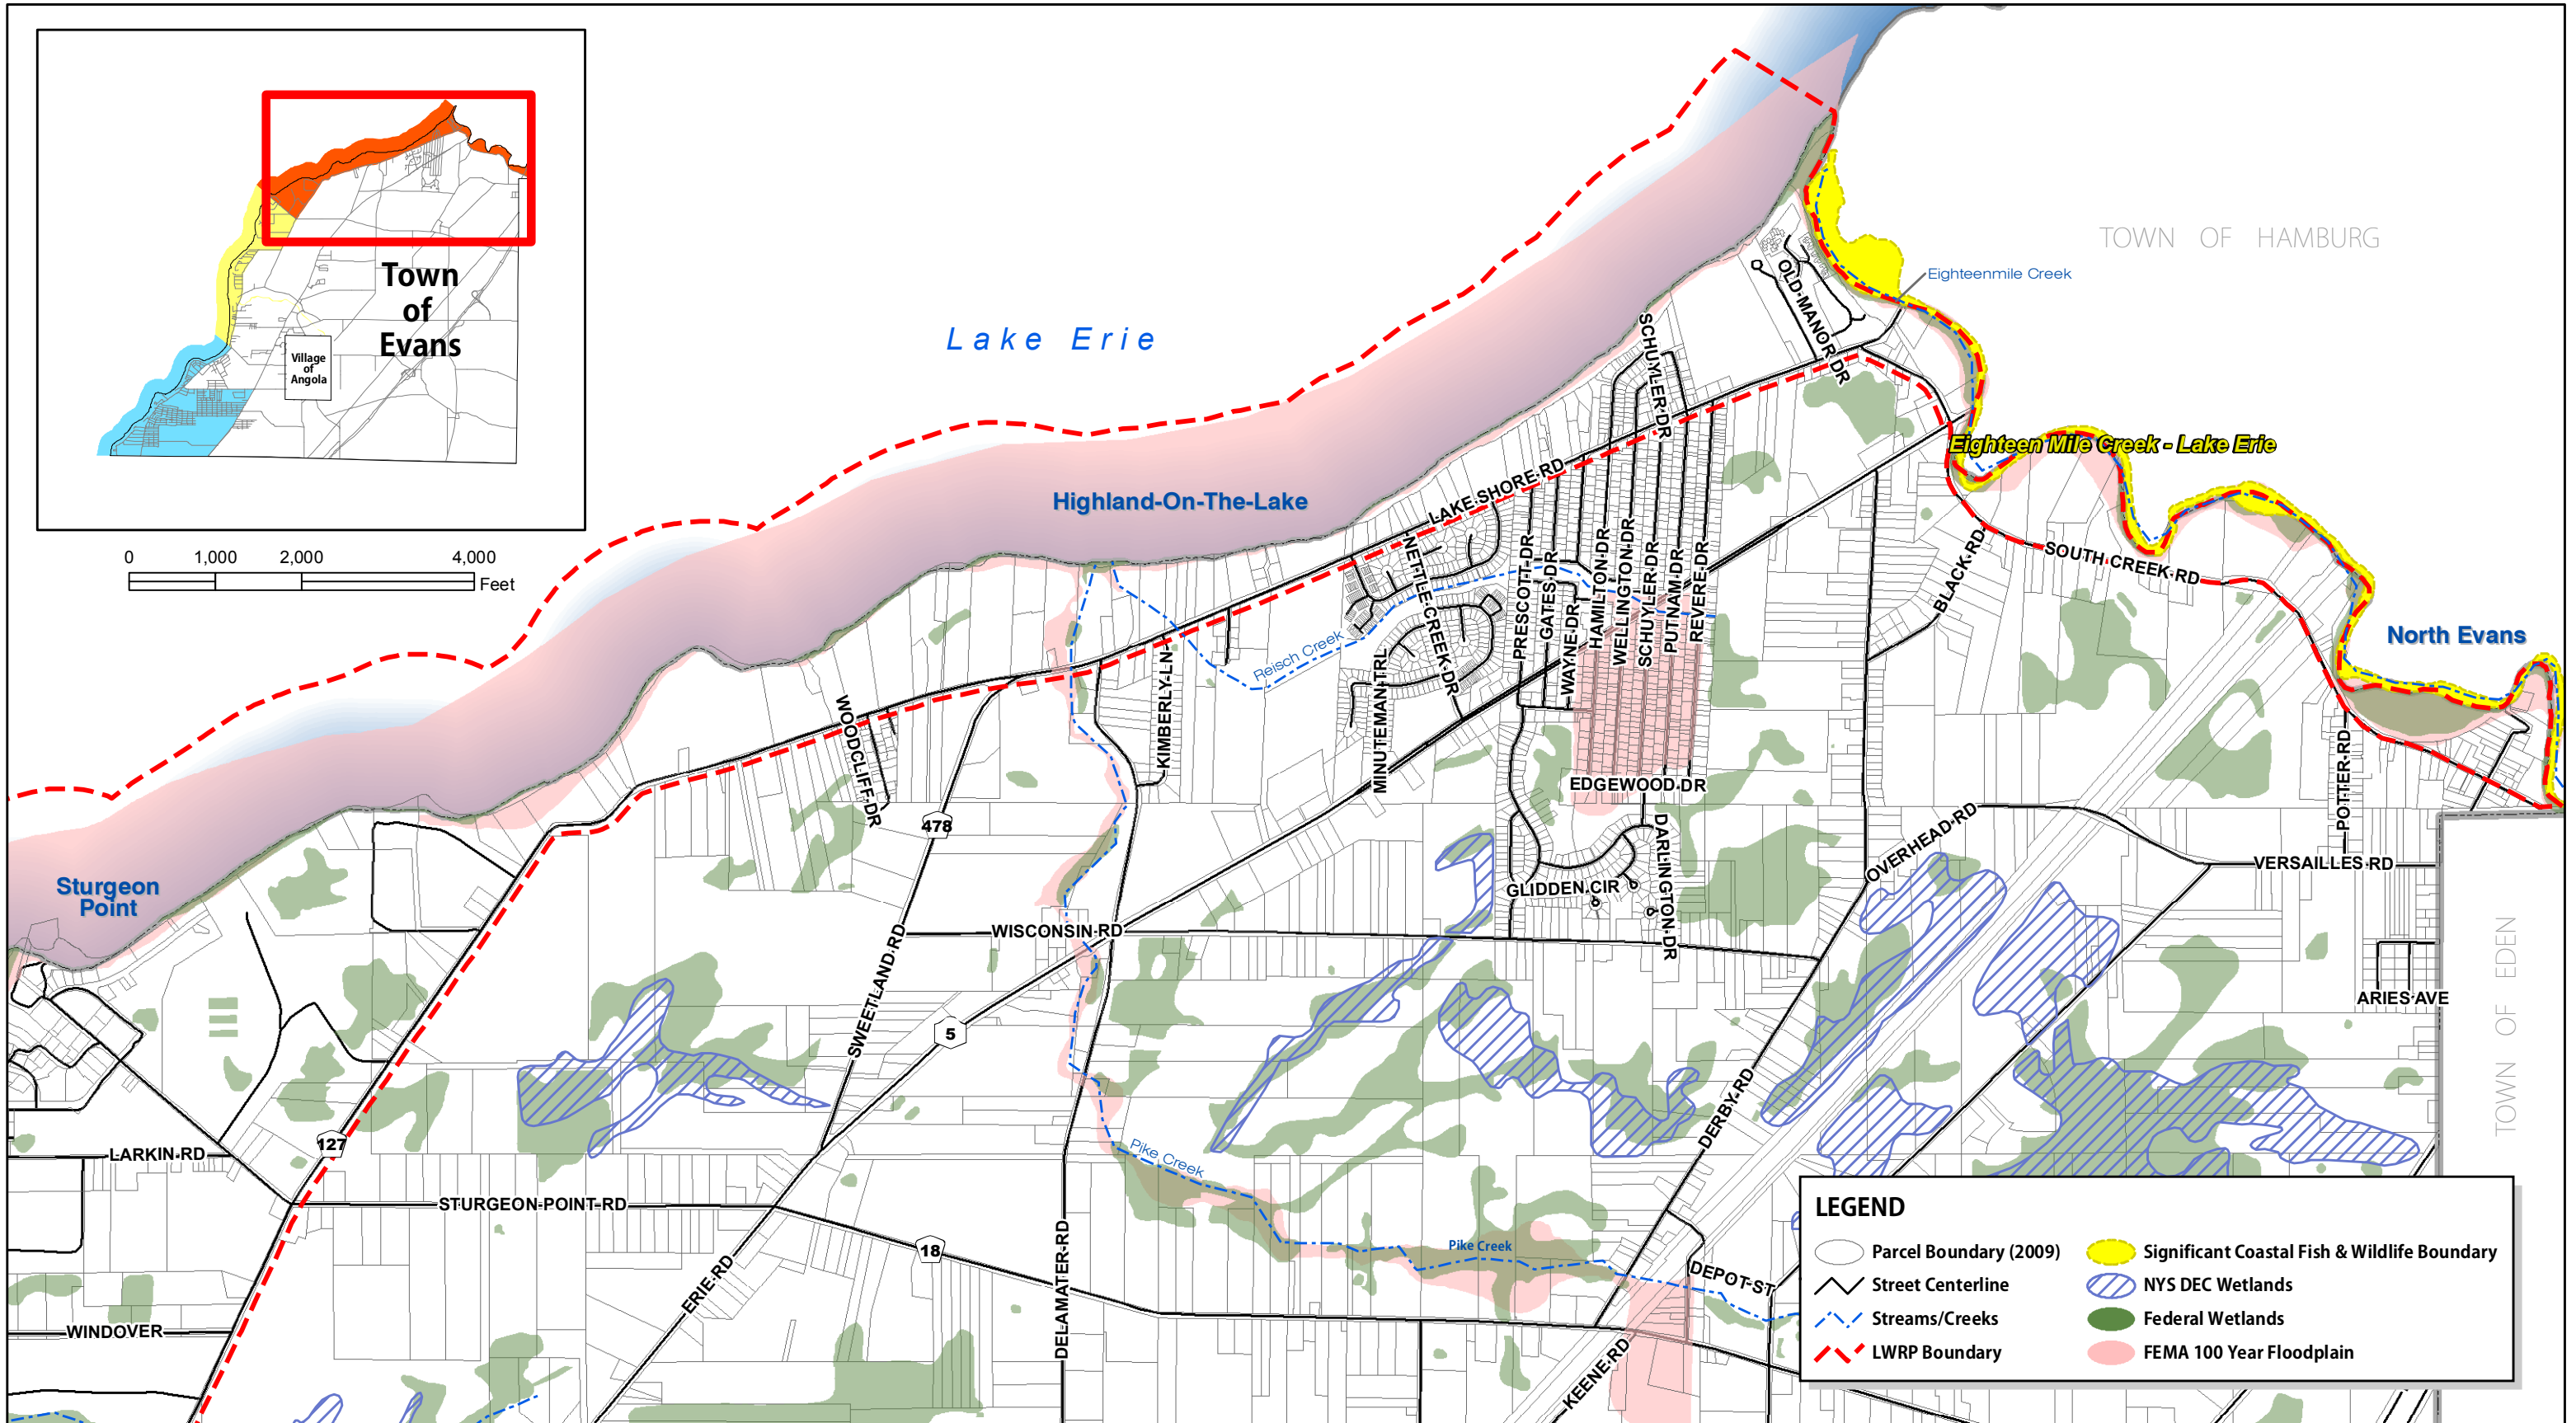 Town
of
Evans
Village
of
Angola
0 1,000 2,000 4,000
Feet
Lake Erie
TOWN OF HAMBURG
Eighteenmile Creek
OLD MANOR DR
SCHUYLER DR
Eighteen Mile Creek - Lake Erie
Highland-On-The-Lake
LAKE SHORE RD
NETTLE CREEK DR
PRESCOTT DR
GATES DR
WAYNE DR
HAMILTON DR
WELLINGTON DR
SCHUYLER DR
PUTNAM DR
REVERE DR
BLACK RD
SOUTH CREEK RD
North Evans
Reisch Creek
KIMBERLY LN
MINUTEMAN TRL
WOODCLIFF DR
478
EDGEWOOD DR
DARLINGTON DR
GLIDDEN CIR
OVERHEAD RD
POTTER RD
VERSAILLES RD
Sturgeon
Point
WISCONSIN RD
SWEETLAND RD
5
ARIES AVE
TOWN OF EDEN
DERBY RD
127
LARKIN RD
Pike Creek
STURGEON POINT RD
18
ERIE RD
DELAMATER RD
Pike Creek
DEPOT ST
WINDOVER
KEENE RD
LEGEND
Parcel Boundary (2009)
Street Centerline
Streams/Creeks
LWRP Boundary
Significant Coastal Fish & Wildlife Boundary
NYS DEC Wetlands
Federal Wetlands
FEMA 100 Year Floodplain